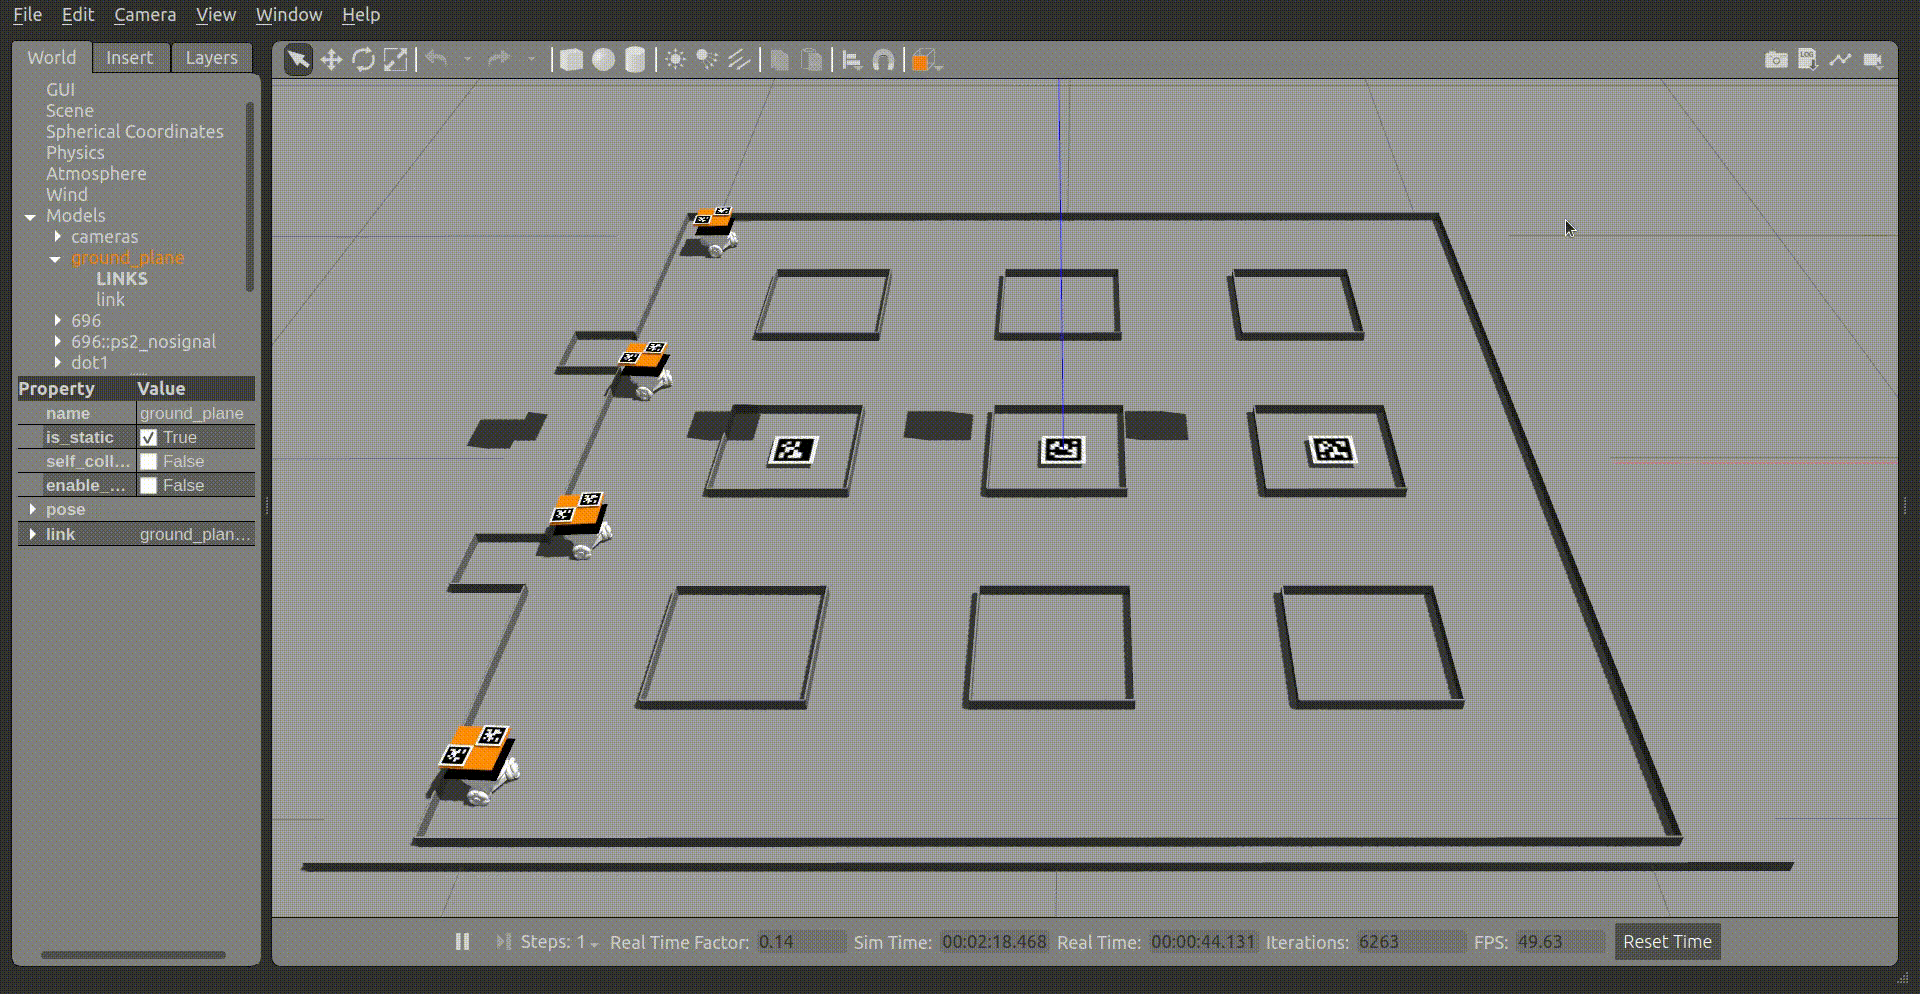 File Edit Camera View Window Help
World Insert Layers
GUI
Scene
Spherical Coordinates
Physics
Atmosphere
Wind
Models
cameras
ground_plane
LINKS
link
696
696::ps2_nosignal
dot1
Property Value
name ground_plane
is_static True
self_coll... False
enable_... False
pose
link ground_plan...
LOG
Steps: 1 Real Time Factor: 0.14 Sim Time: 00:02:18.468 Real Time: 00:00:44.131 Iterations: 6263 FPS: 49.63 Reset Time